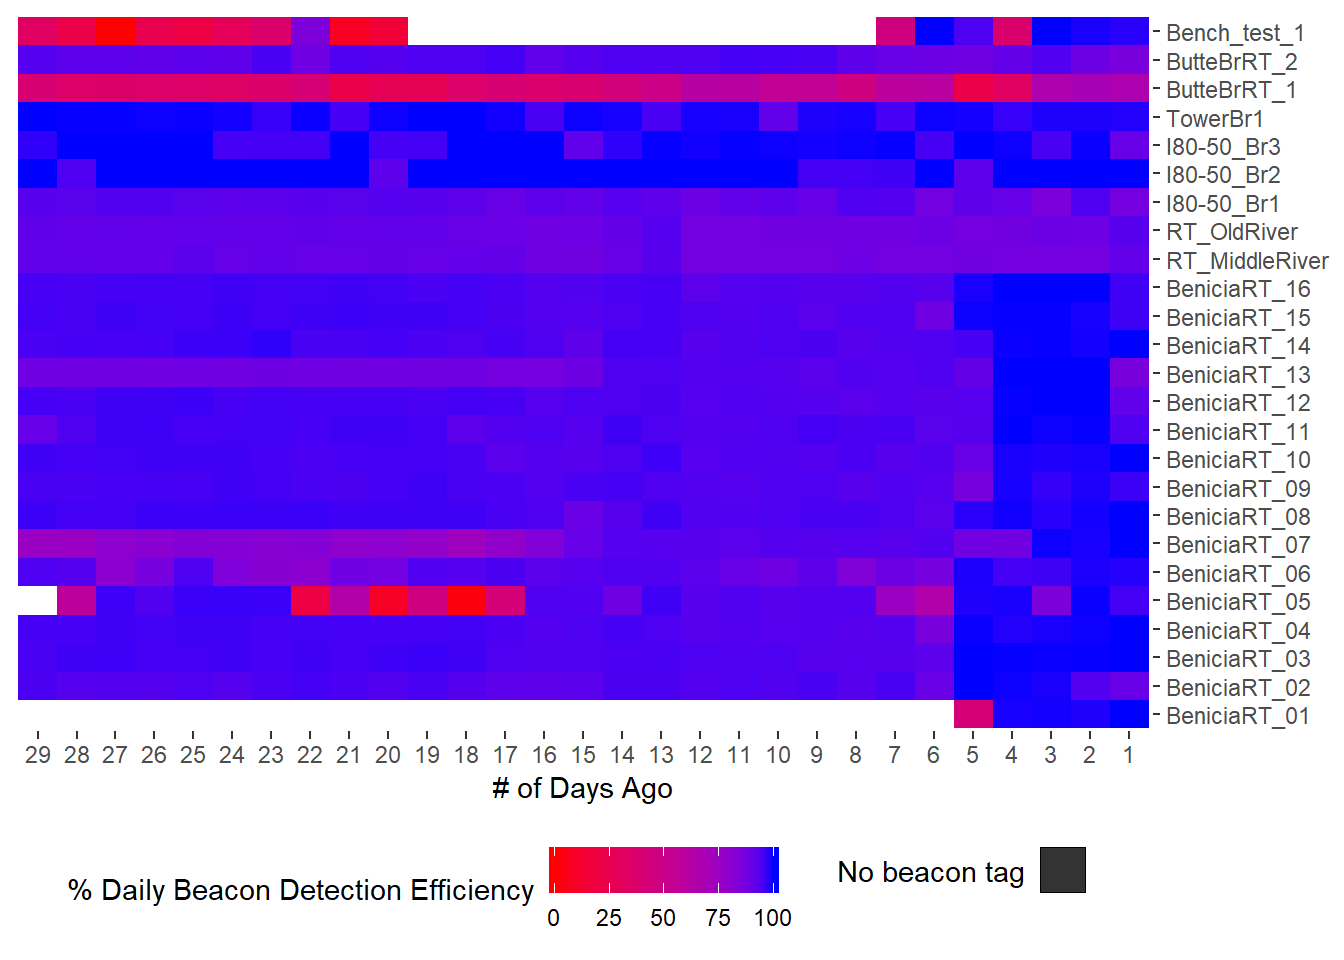 Bench_test_1
ButteBrRT_2
ButteBrRT_1
TowerBr1
I80-50_Br3
I80-50_Br2
I80-50_Br1
RT_OldRiver
RT_MiddleRiver
BeniciaRT_16
BeniciaRT_15
BeniciaRT_14
BeniciaRT_13
BeniciaRT_12
BeniciaRT_11
BeniciaRT_10
BeniciaRT_09
BeniciaRT_08
BeniciaRT_07
BeniciaRT_06
BeniciaRT_05
BeniciaRT_04
BeniciaRT_03
BeniciaRT_02
BeniciaRT_01
29 28 27 26 25 24 23 22 21 20 19 18 17 16 15 14 13 12 11 10 9 8 7 6 5 4 3 2 1
# of Days Ago
% Daily Beacon Detection Efficiency
0 25 50 75 100
No beacon tag